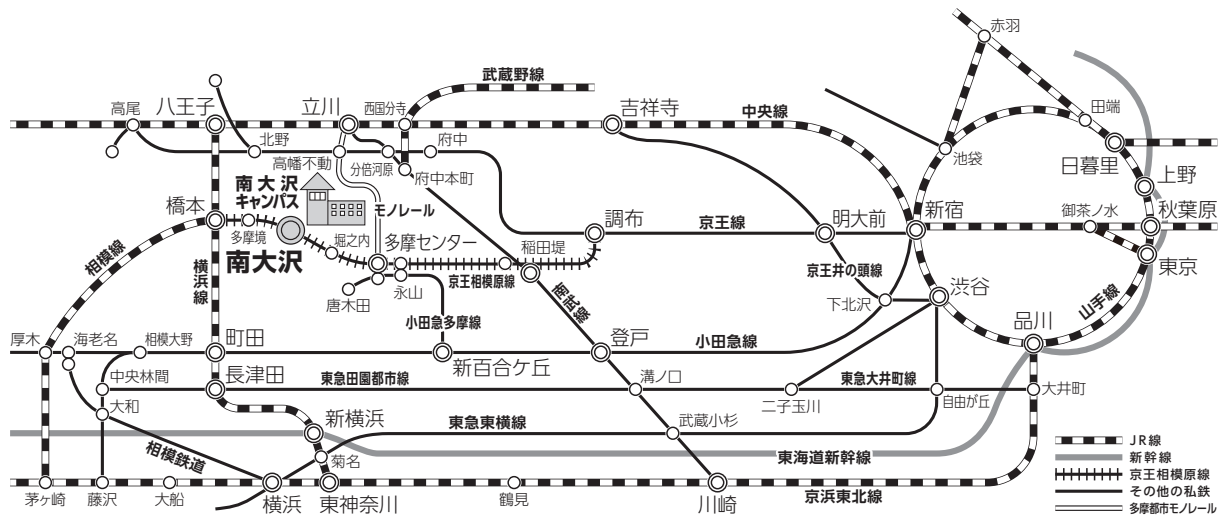 赤羽
武蔵野線
高尾
八王子
立川
西国分寺
吉祥寺
中央線
田端
北野
高幡不動
分倍河原
府中
池袋
日暮里
府中本町
上野
南大沢
キャンパス
モノレール
橋本
多摩境
堀之内
多摩センター
稲田堤
調布
京王線
明大前
新宿
御茶ノ水
秋葉原
南大沢
相模線
横浜線
唐木田
永山
京王相模原線
南武線
京王井の頭線
下北沢
渋谷
東京
山手線
小田急多摩線
品川
厚木
海老名
相模大野
町田
新百合ケ丘
登戸
小田急線
中央林間
長津田
東急田園都市線
溝ノ口
二子玉川
東急大井町線
自由が丘
大井町
大和
新横浜
東急東横線
武蔵小杉
相模鉄道
菊名
東海道新幹線
茅ヶ崎
藤沢
大船
横浜
東神奈川
鶴見
川崎
京浜東北線
JR線
新幹線
京王相模原線
その他の私鉄
多摩都市モノレール